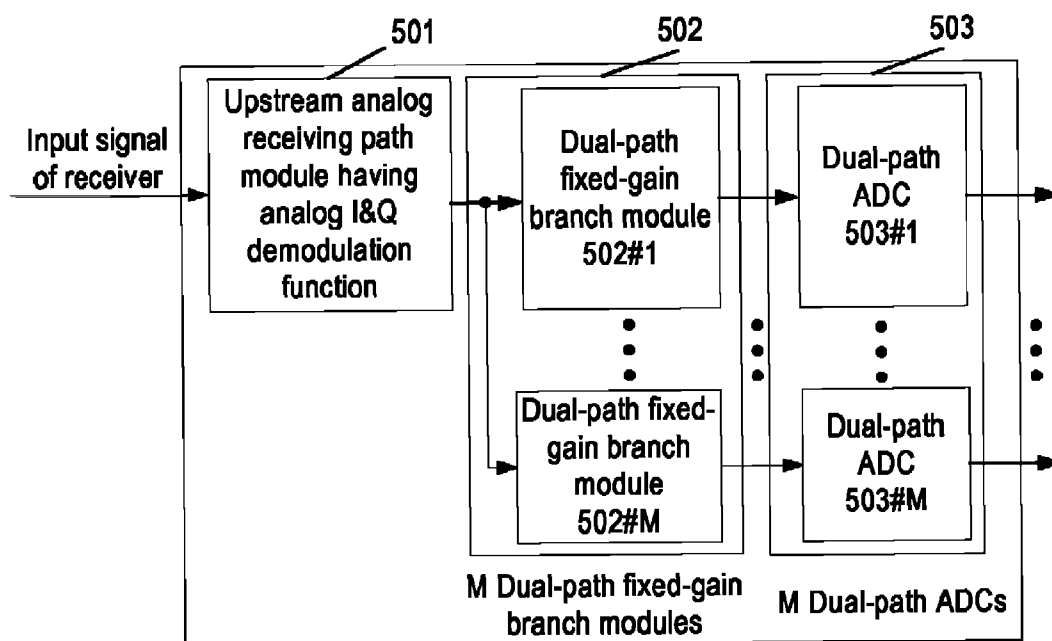 501
502
503
Input signal
of receiver
Upstream analog
receiving path
module having
analog I&Q
demodulation
function
Dual-path
fixed-gain
branch module
502#1
Dual-path
ADC
503#1
Dual-path fixed-
gain branch
module
502#M
Dual-path
ADC
503#M
M Dual-path fixed-gain
branch modules
M Dual-path ADCs